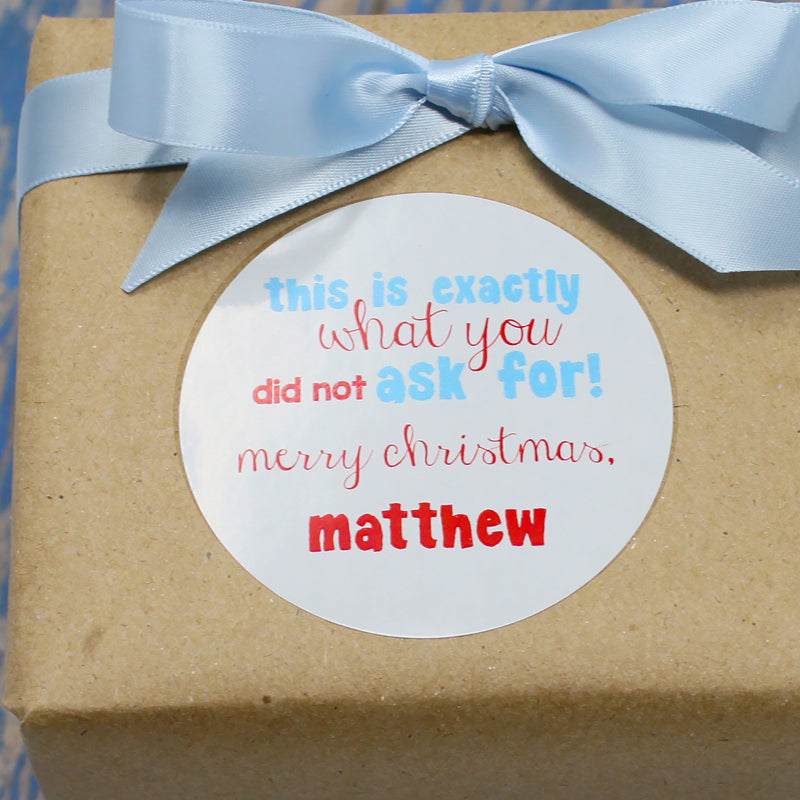 this is exactly
what you
did not ask for!
merry christmas,
matthew